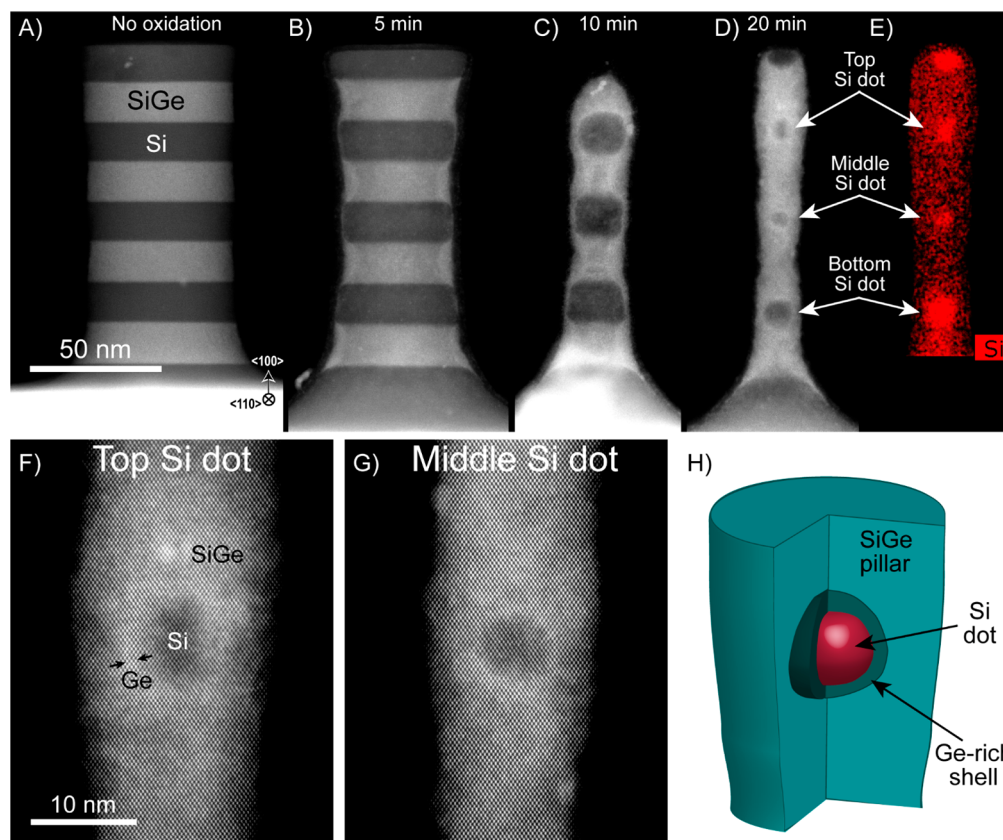 A)
No oxidation
B)
5 min
C)
10 min
D)
20 min
E)
SiGe
Si
50 nm
<100>
<110>
Top
Si dot
Middle
Si dot
Bottom
Si dot
Si
F)
Top Si dot
SiGe
Si
Ge
10 nm
G)
Middle Si dot
H)
SiGe
pillar
Si
dot
Ge-rich
shell